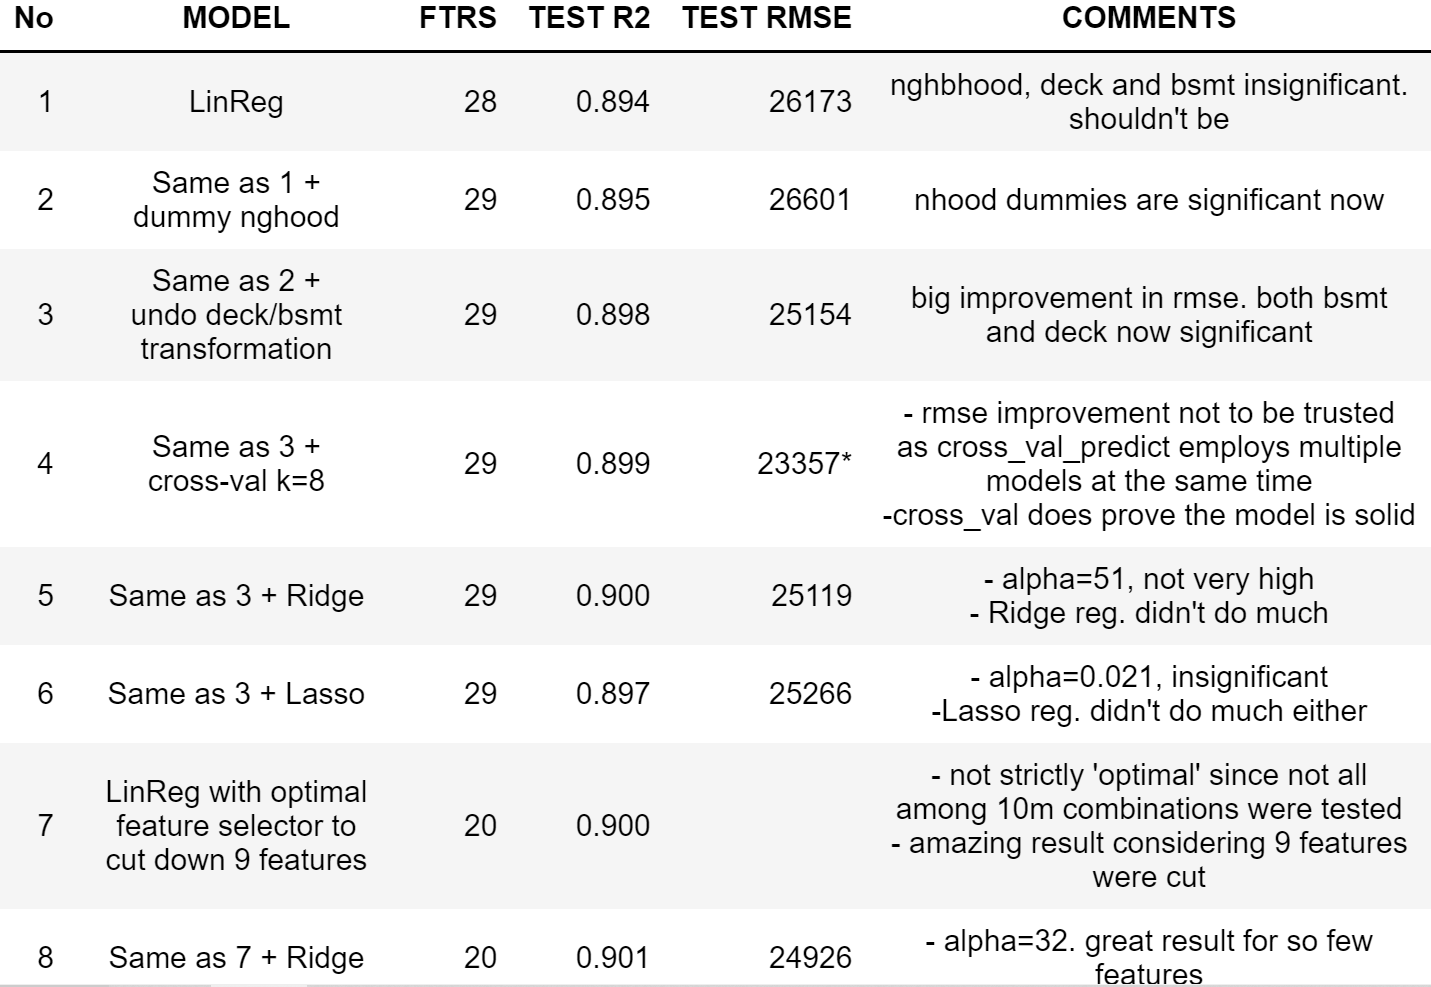 No MODEL FTRS TEST R2 TEST RMSE COMMENTS
nghbhood, deck and bsmt insignificant.
1 LinReg 28 0.894 26173
shouldn't be
Same as 1 +
2 29 0.895 26601 nhood dummies are significant now
dummy nghood
Same as 2 +
big improvement in rmse. both bsmt
3 undo deck/bsmt 29 0.898 25154
and deck now significant
transformation
- rmse improvement not to be trusted
Same as 3 +
as cross_val_predict employs multiple
4 29 0.899 23357*
cross-val k=8
models at the same time
-cross_val does prove the model is solid
- alpha=51, not very high
5 Same as 3 + Ridge 29 0.900 25119
- Ridge reg. didn't do much
- alpha=0.021, insignificant
6 Same as 3 + Lasso 29 0.897 25266
-Lasso reg. didn't do much either
- not strictly 'optimal' since not all
LinReg with optimal
among 10m combinations were tested
7 feature selector to 20 0.900
- amazing result considering 9 features
cut down 9 features
were cut
- alpha=32. great result for so few
8 Same as 7 + Ridge 20 0.901 24926
features